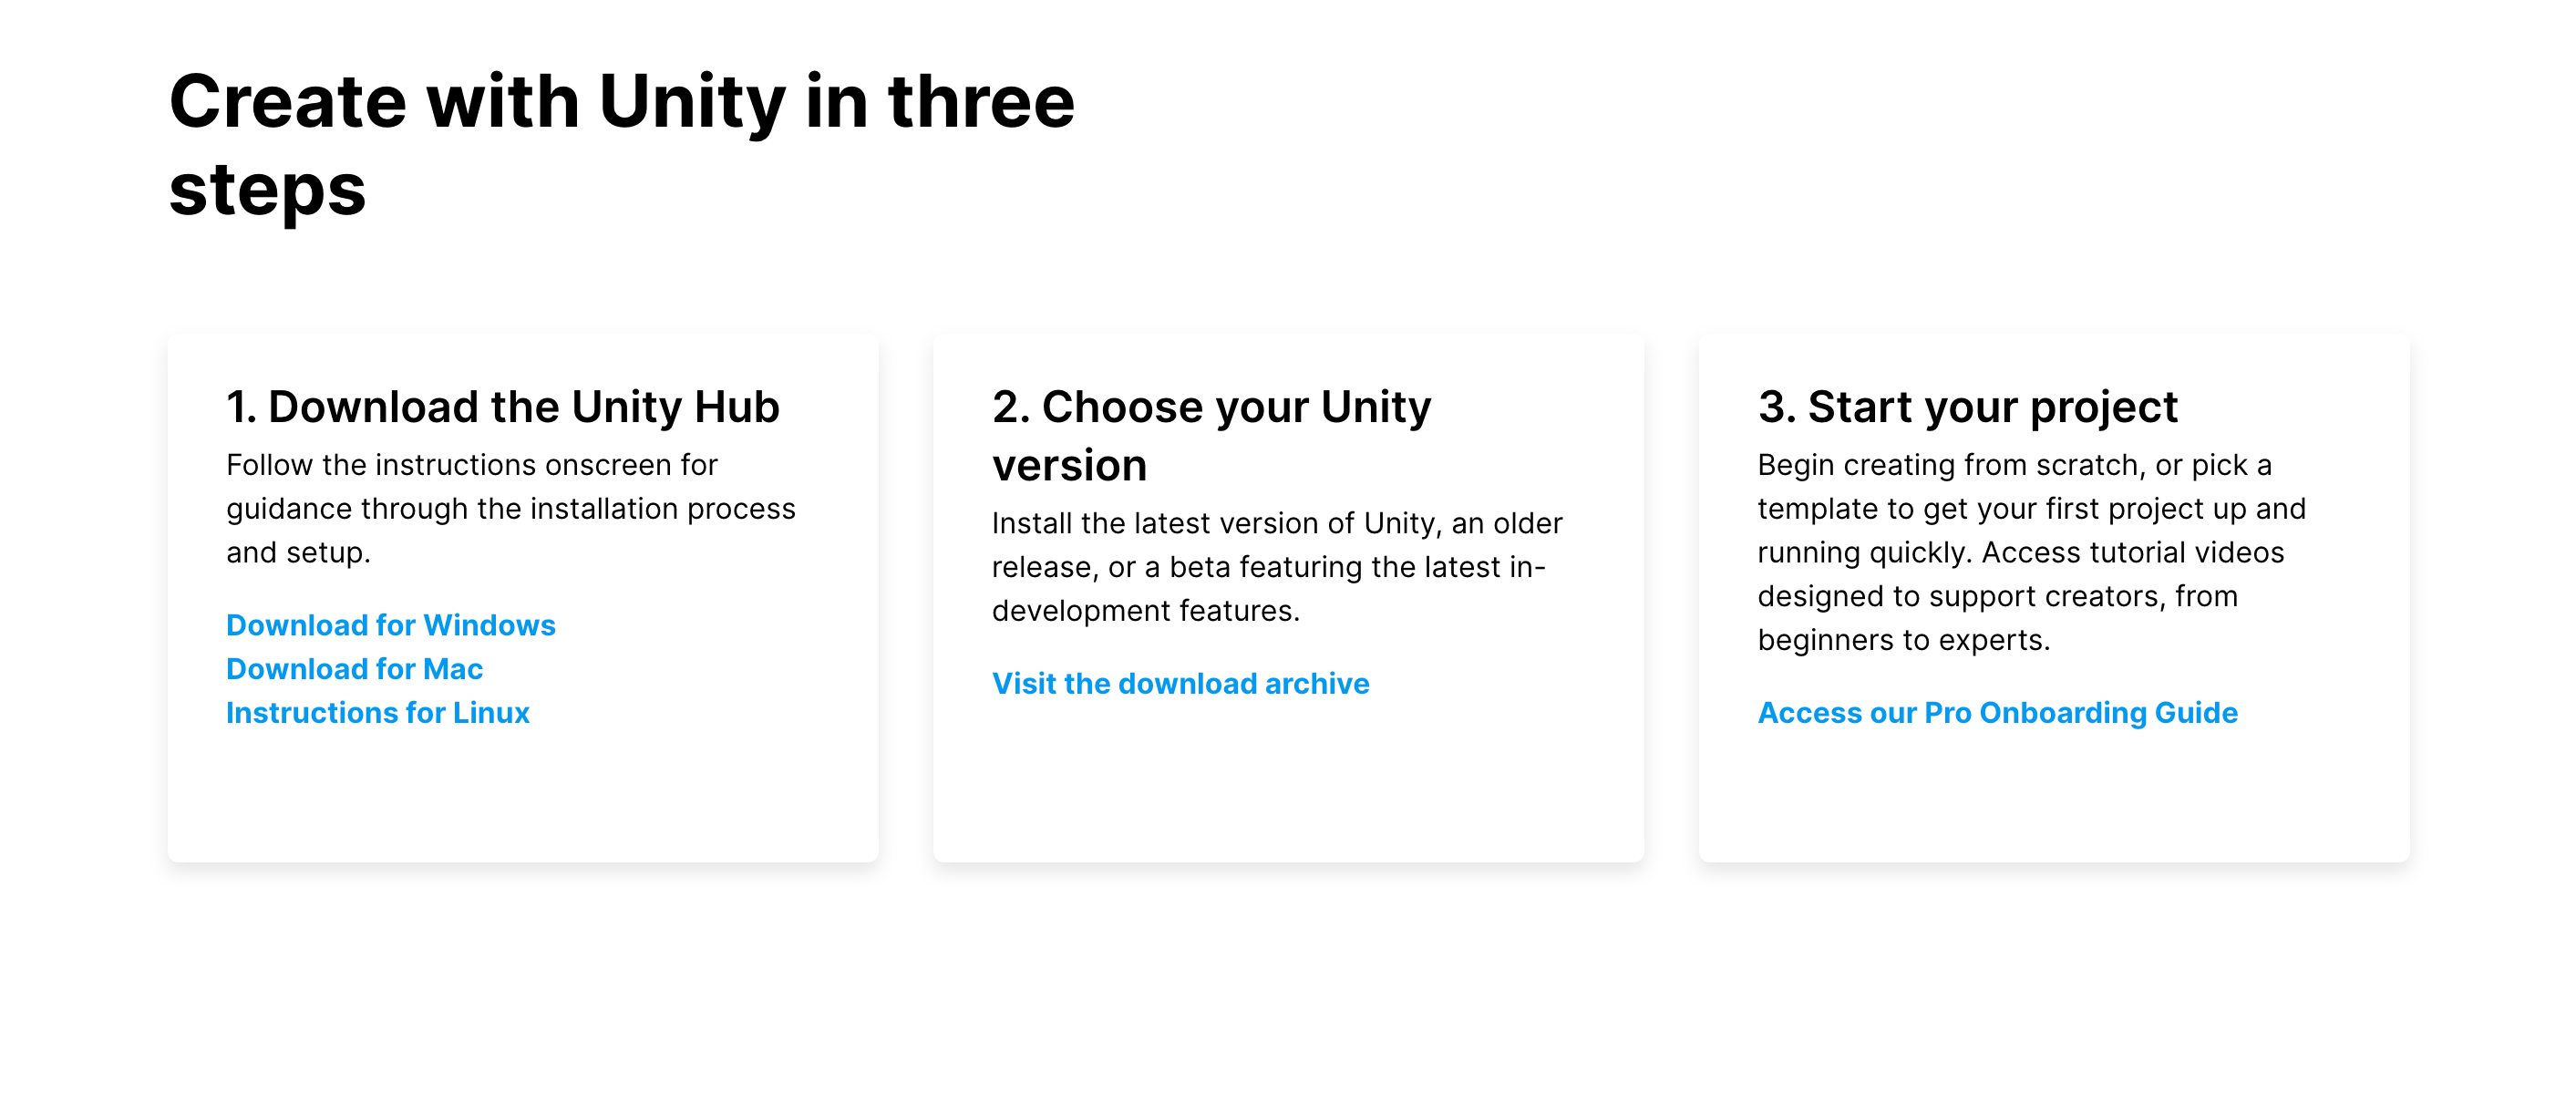 Create with Unity in three
steps
1. Download the Unity Hub
Follow the instructions onscreen for
guidance through the installation process
and setup.
Download for Windows
Download for Mac
Instructions for Linux
2. Choose your Unity
version
Install the latest version of Unity, an older
release, or a beta featuring the latest in-
development features.
Visit the download archive
3. Start your project
Begin creating from scratch, or pick a
template to get your first project up and
running quickly. Access tutorial videos
designed to support creators, from
beginners to experts.
Access our Pro Onboarding Guide